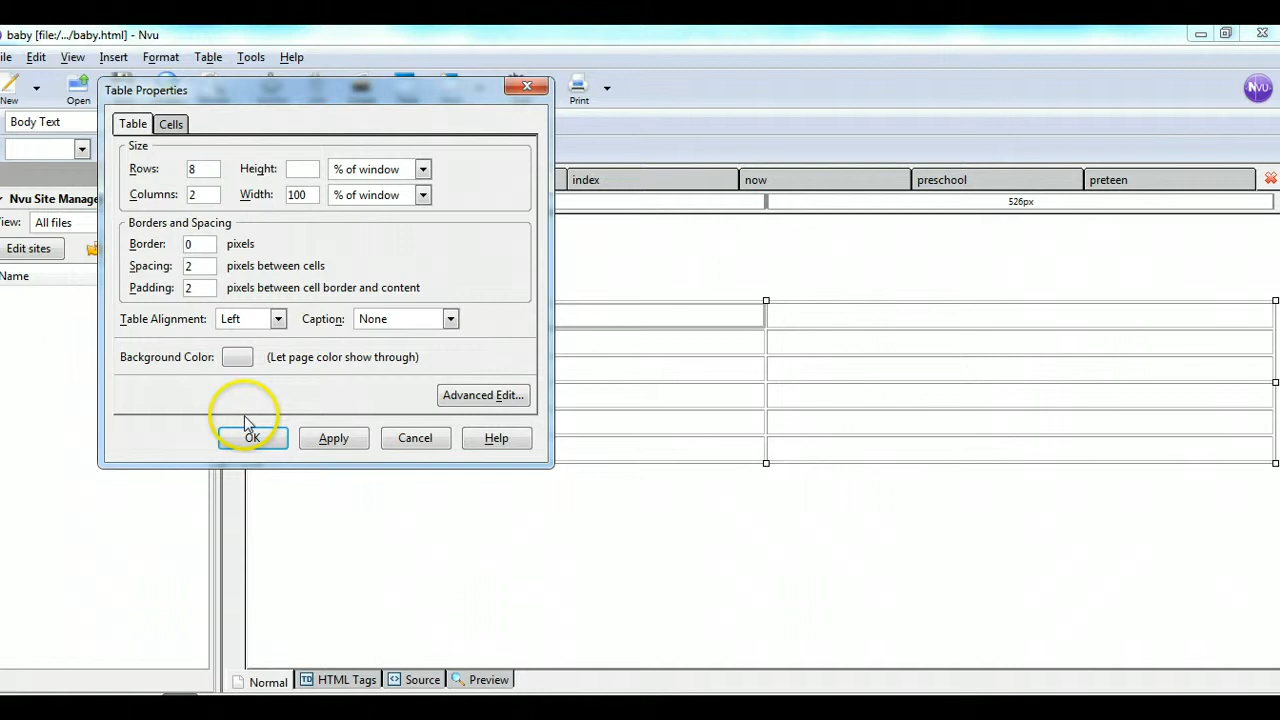 baby [file:/.../baby.html] - Nvu
ile Edit View Insert Format Table Tools Help
New Open Print NVU
Body Text
Table Properties
Table Cells
Size
Rows: 8 Height: % of window
Columns: 2 Width: 100 % of window
Borders and Spacing
Border: 0 pixels
Spacing: 2 pixels between cells
Padding: 2 pixels between cell border and content
Table Alignment: Left Caption: None
Background Color: (Let page color show through)
Advanced Edit...
OK Apply Cancel Help
index now preschool preteen
526px
Nvu Site Manag
iew: All files
Edit sites
Name
Normal TD HTML Tags <> Source Preview